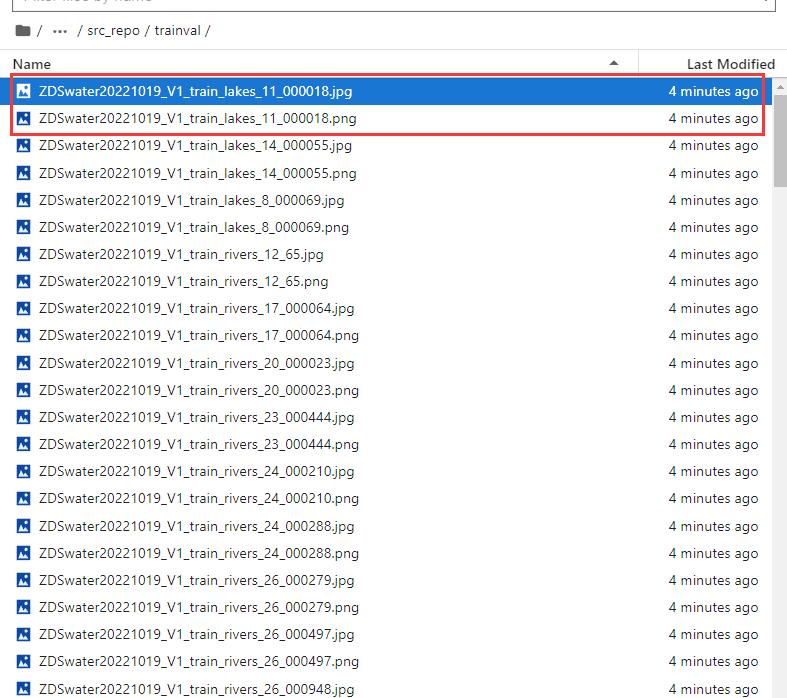 / ··· / src_repo / trainval /
Name Last Modified
ZDSwater20221019_V1_train_lakes_11_000018.jpg 4 minutes ago
ZDSwater20221019_V1_train_lakes_11_000018.png 4 minutes ago
ZDSwater20221019_V1_train_lakes_14_000055.jpg 4 minutes ago
ZDSwater20221019_V1_train_lakes_14_000055.png 4 minutes ago
ZDSwater20221019_V1_train_lakes_8_000069.jpg 4 minutes ago
ZDSwater20221019_V1_train_lakes_8_000069.png 4 minutes ago
ZDSwater20221019_V1_train_rivers_12_65.jpg 4 minutes ago
ZDSwater20221019_V1_train_rivers_12_65.png 4 minutes ago
ZDSwater20221019_V1_train_rivers_17_000064.jpg 4 minutes ago
ZDSwater20221019_V1_train_rivers_17_000064.png 4 minutes ago
ZDSwater20221019_V1_train_rivers_20_000023.jpg 4 minutes ago
ZDSwater20221019_V1_train_rivers_20_000023.png 4 minutes ago
ZDSwater20221019_V1_train_rivers_23_000444.jpg 4 minutes ago
ZDSwater20221019_V1_train_rivers_23_000444.png 4 minutes ago
ZDSwater20221019_V1_train_rivers_24_000210.jpg 4 minutes ago
ZDSwater20221019_V1_train_rivers_24_000210.png 4 minutes ago
ZDSwater20221019_V1_train_rivers_24_000288.jpg 4 minutes ago
ZDSwater20221019_V1_train_rivers_24_000288.png 4 minutes ago
ZDSwater20221019_V1_train_rivers_26_000279.jpg 4 minutes ago
ZDSwater20221019_V1_train_rivers_26_000279.png 4 minutes ago
ZDSwater20221019_V1_train_rivers_26_000497.jpg 4 minutes ago
ZDSwater20221019_V1_train_rivers_26_000497.png 4 minutes ago
ZDSwater20221019_V1_train_rivers_26_000948.jpg 4 minutes ago